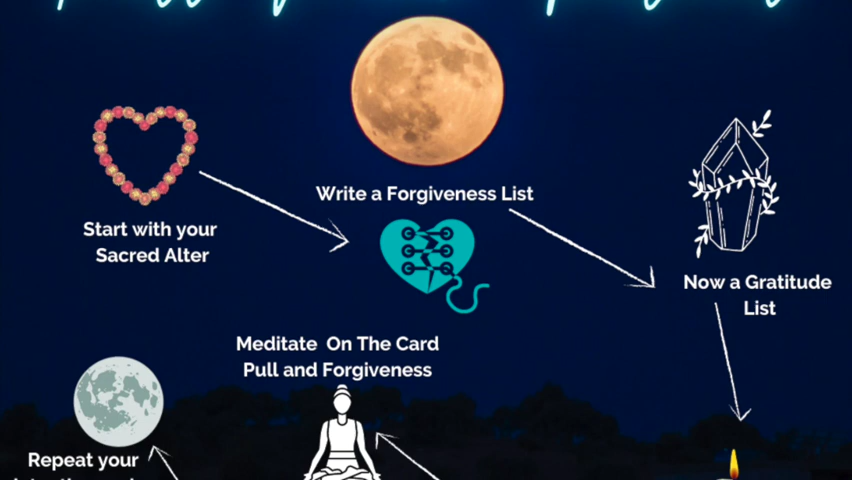 Write a Forgiveness List
Start with your
Sacred Alter
Now a Gratitude
List
Meditate On The Card
Pull and Forgiveness
Repeat your